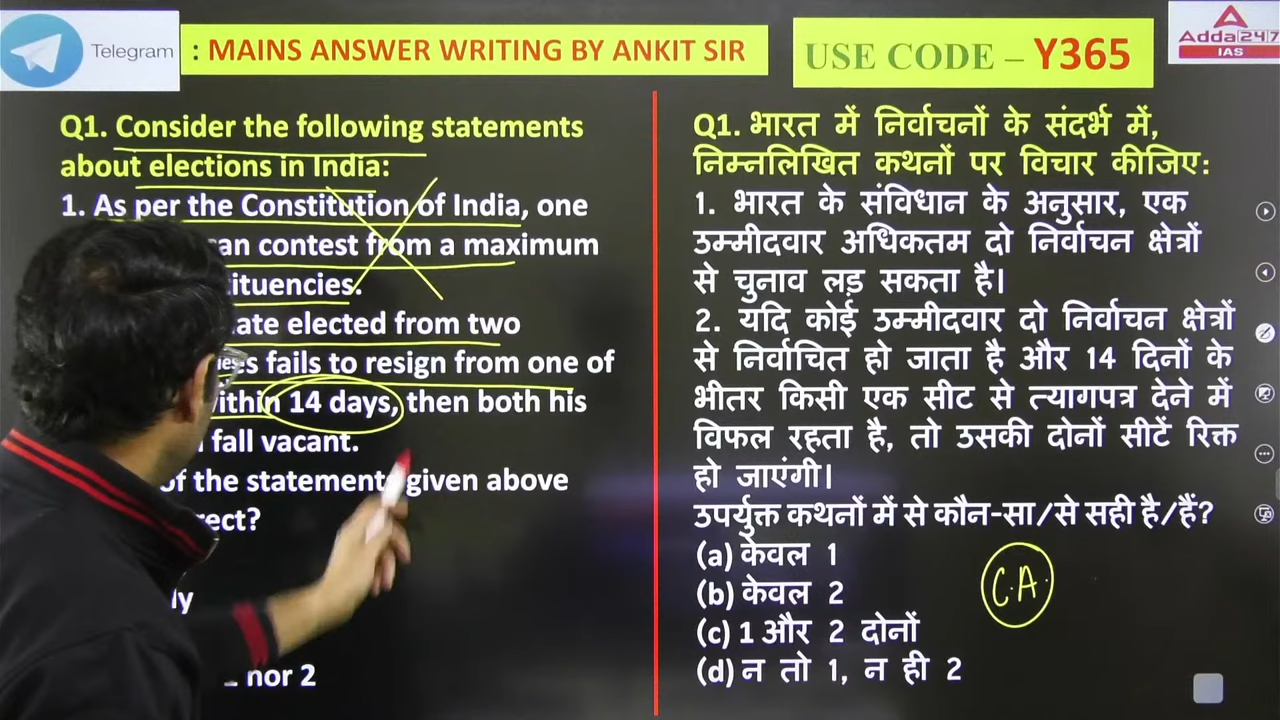 Telegram : MAINS ANSWER WRITING BY ANKIT SIR
USE CODE – Y365
Adda247
IAS
Q1. Consider the following statements
about elections in India:
1. As per the Constitution of India, one
can contest from a maximum
ituencies.
ate elected from two
fails to resign from one of
14 days, then both his
fall vacant.
of the statements given above
rect?
ly
nor 2
Q1. भारत में निर्वाचनों के संदर्भ में,
निम्नलिखित कथनों पर विचार कीजिए:
1. भारत के संविधान के अनुसार, एक
उम्मीदवार अधिकतम दो निर्वाचन क्षेत्रों
से चुनाव लड़ सकता है।
2. यदि कोई उम्मीदवार दो निर्वाचन क्षेत्रों
से निर्वाचित हो जाता है और 14 दिनों के
भीतर किसी एक सीट से त्यागपत्र देने में
विफल रहता है, तो उसकी दोनों सीटें रिक्त
हो जाएंगी।
उपर्युक्त कथनों में से कौन-सा/से सही है/हैं?
(a) केवल 1
(b) केवल 2
(c) 1 और 2 दोनों
(d) न तो 1, न ही 2
C.A.